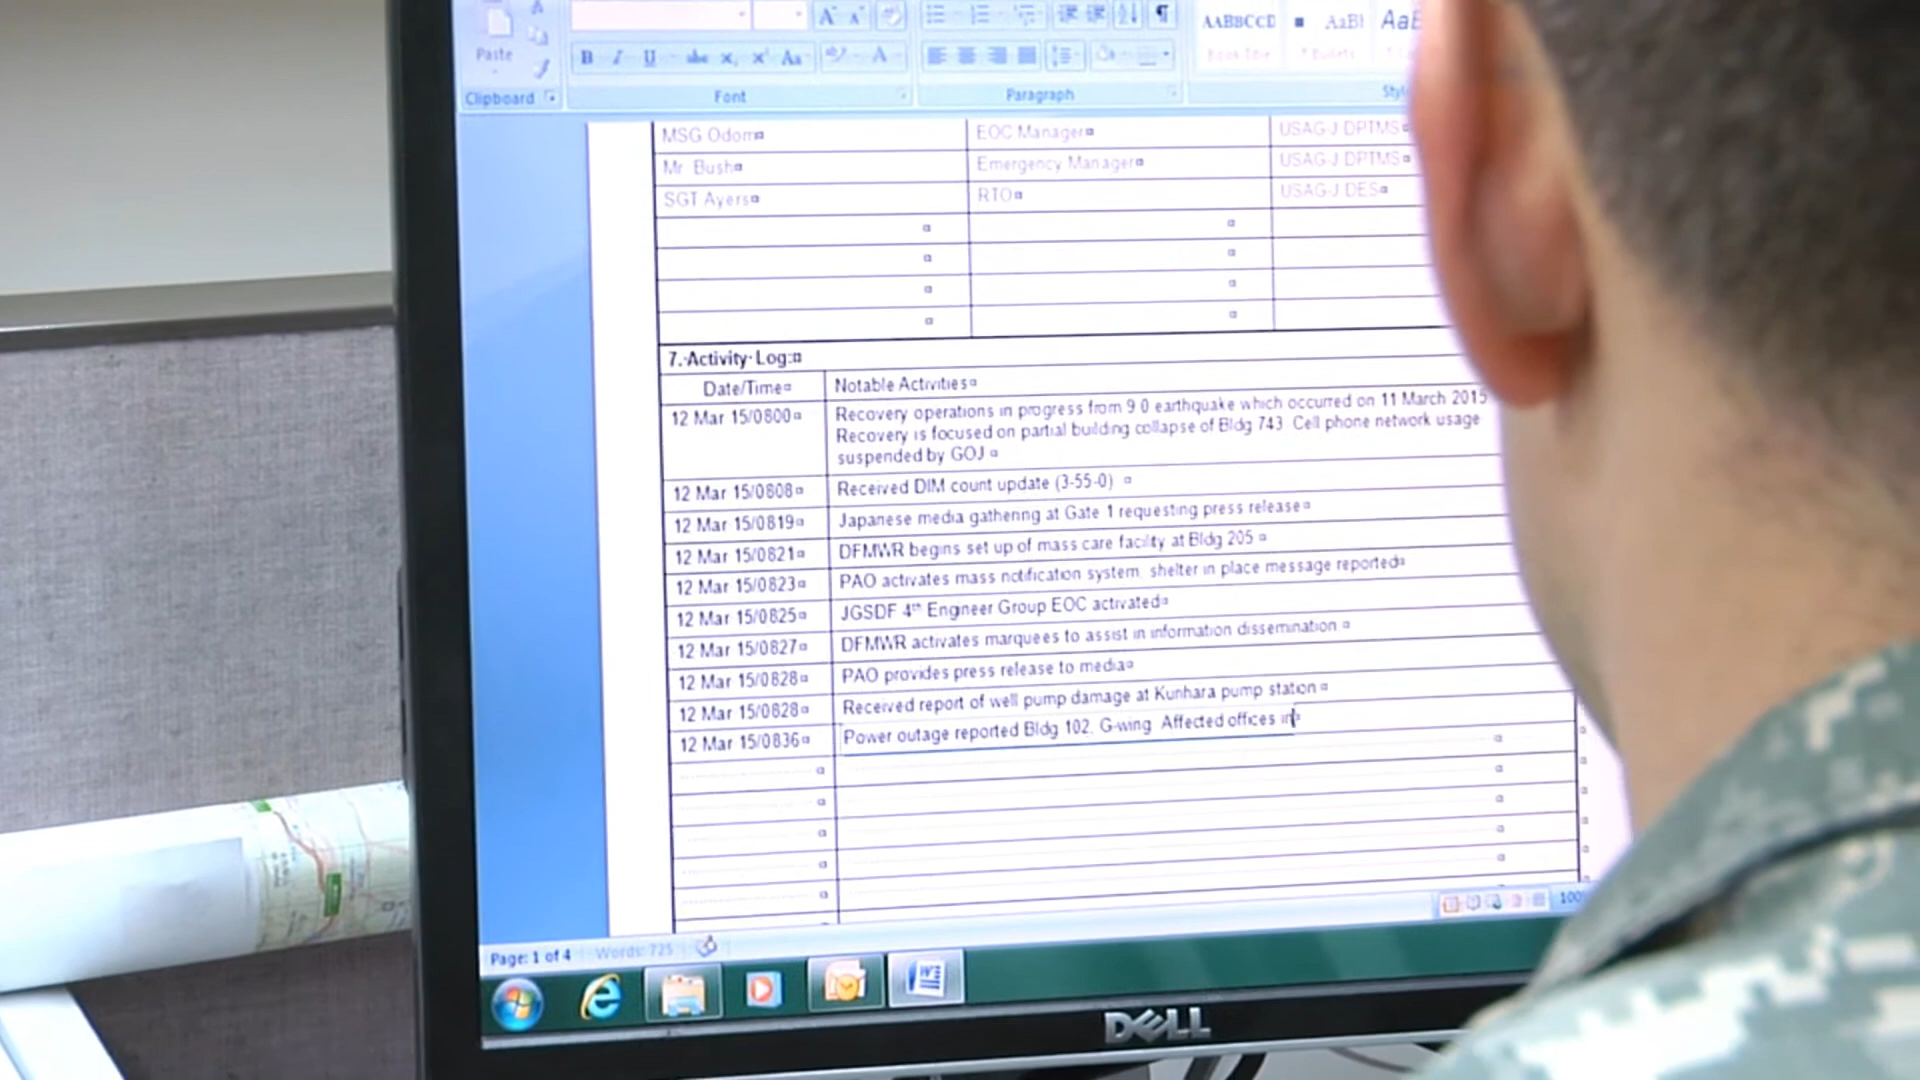 Paste
Clipboard
Font
Paragraph
AABBCCD
AaBl
AaB
Book Title
Bullets
MSG Odom EOC Manager USAG-J DPTMS
Mr Bush Emergency Manager USAG-J DPTMS
SGT Ayers RTO USAG-J DES
7. Activity Log:
Date/Time Notable Activities
12 Mar 15/0800 Recovery operations in progress from 9.0 earthquake which occurred on 11 March 2015
Recovery is focused on partial building collapse of Bldg 743. Cell phone network usage
suspended by GOJ
12 Mar 15/0808 Received DIM count update (3-55-0)
12 Mar 15/0819 Japanese media gathering at Gate 1 requesting press release
12 Mar 15/0821 DFMWR begins set up of mass care facility at Bldg 205
12 Mar 15/0823 PAO activates mass notification system, shelter in place message reported
12 Mar 15/0825 JGSDF 4th Engineer Group EOC activated
12 Mar 15/0827 DFMWR activates marquees to assist in information dissemination
12 Mar 15/0828 PAO provides press release to media
12 Mar 15/0828 Received report of well pump damage at Kunhara pump station
12 Mar 15/0836 Power outage reported Bldg 102, G-wing. Affected offices in
Page: 1 of 4 Words: 725
100
DELL